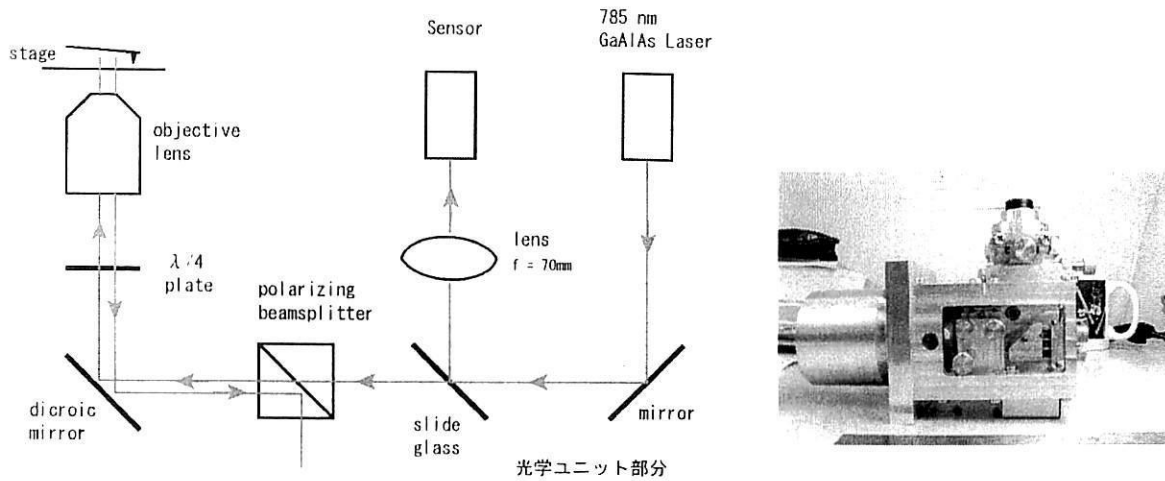 stage
objective
lens
λ/4
plate
dicroic
mirror
polarizing
beamsplitter
Sensor
lens
f = 70mm
slide
glass
785 nm
GaAlAs Laser
mirror
光学ユニット部分